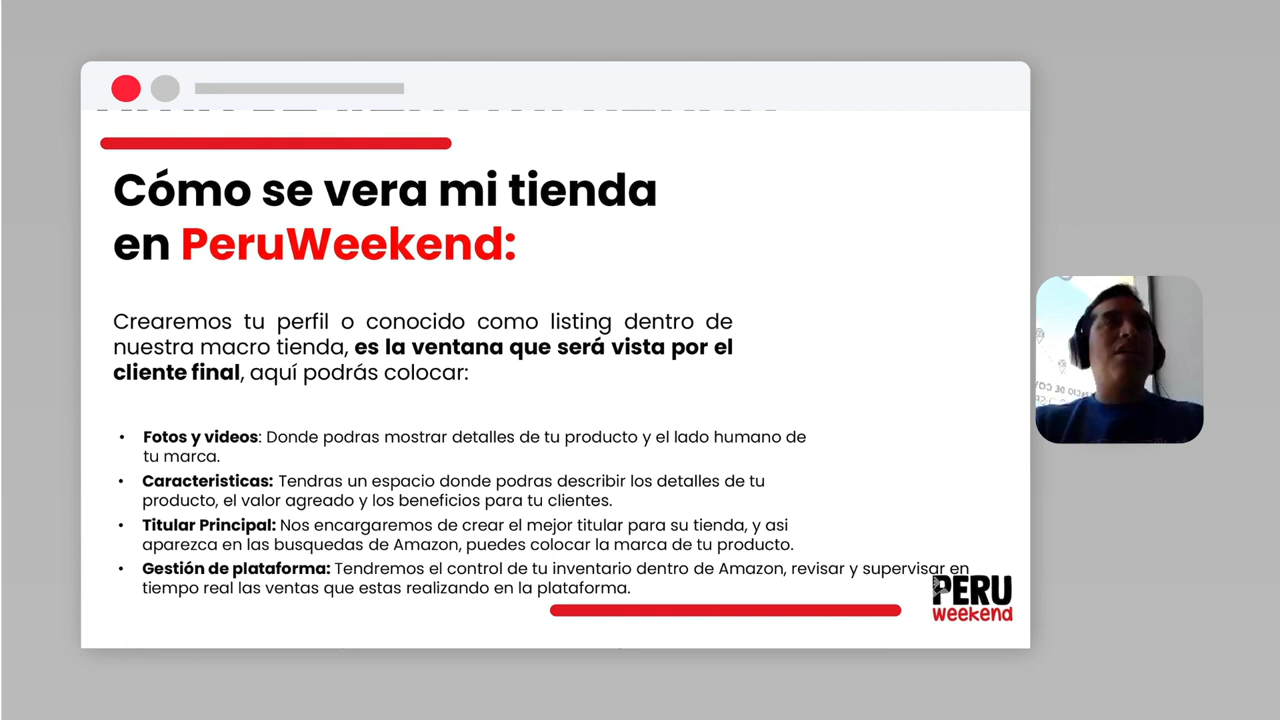 Cómo se vera mi tienda
en PeruWeekend:
Crearemos tu perfil o conocido como listing dentro de
nuestra macro tienda, es la ventana que será vista por el
cliente final, aquí podrás colocar:
• Fotos y videos: Donde podras mostrar detalles de tu producto y el lado humano de
tu marca.
• Caracteristicas: Tendras un espacio donde podras describir los detalles de tu
producto, el valor agreado y los beneficios para tu clientes.
• Titular Principal: Nos encargaremos de crear el mejor titular para su tienda, y asi
aparezca en las busquedas de Amazon, puedes colocar la marca de tu producto.
• Gestión de plataforma: Tendremos el control de tu inventario dentro de Amazon, revisar y supervisar en
tiempo real las ventas que estas realizando en la plataforma.
PERU
weekend